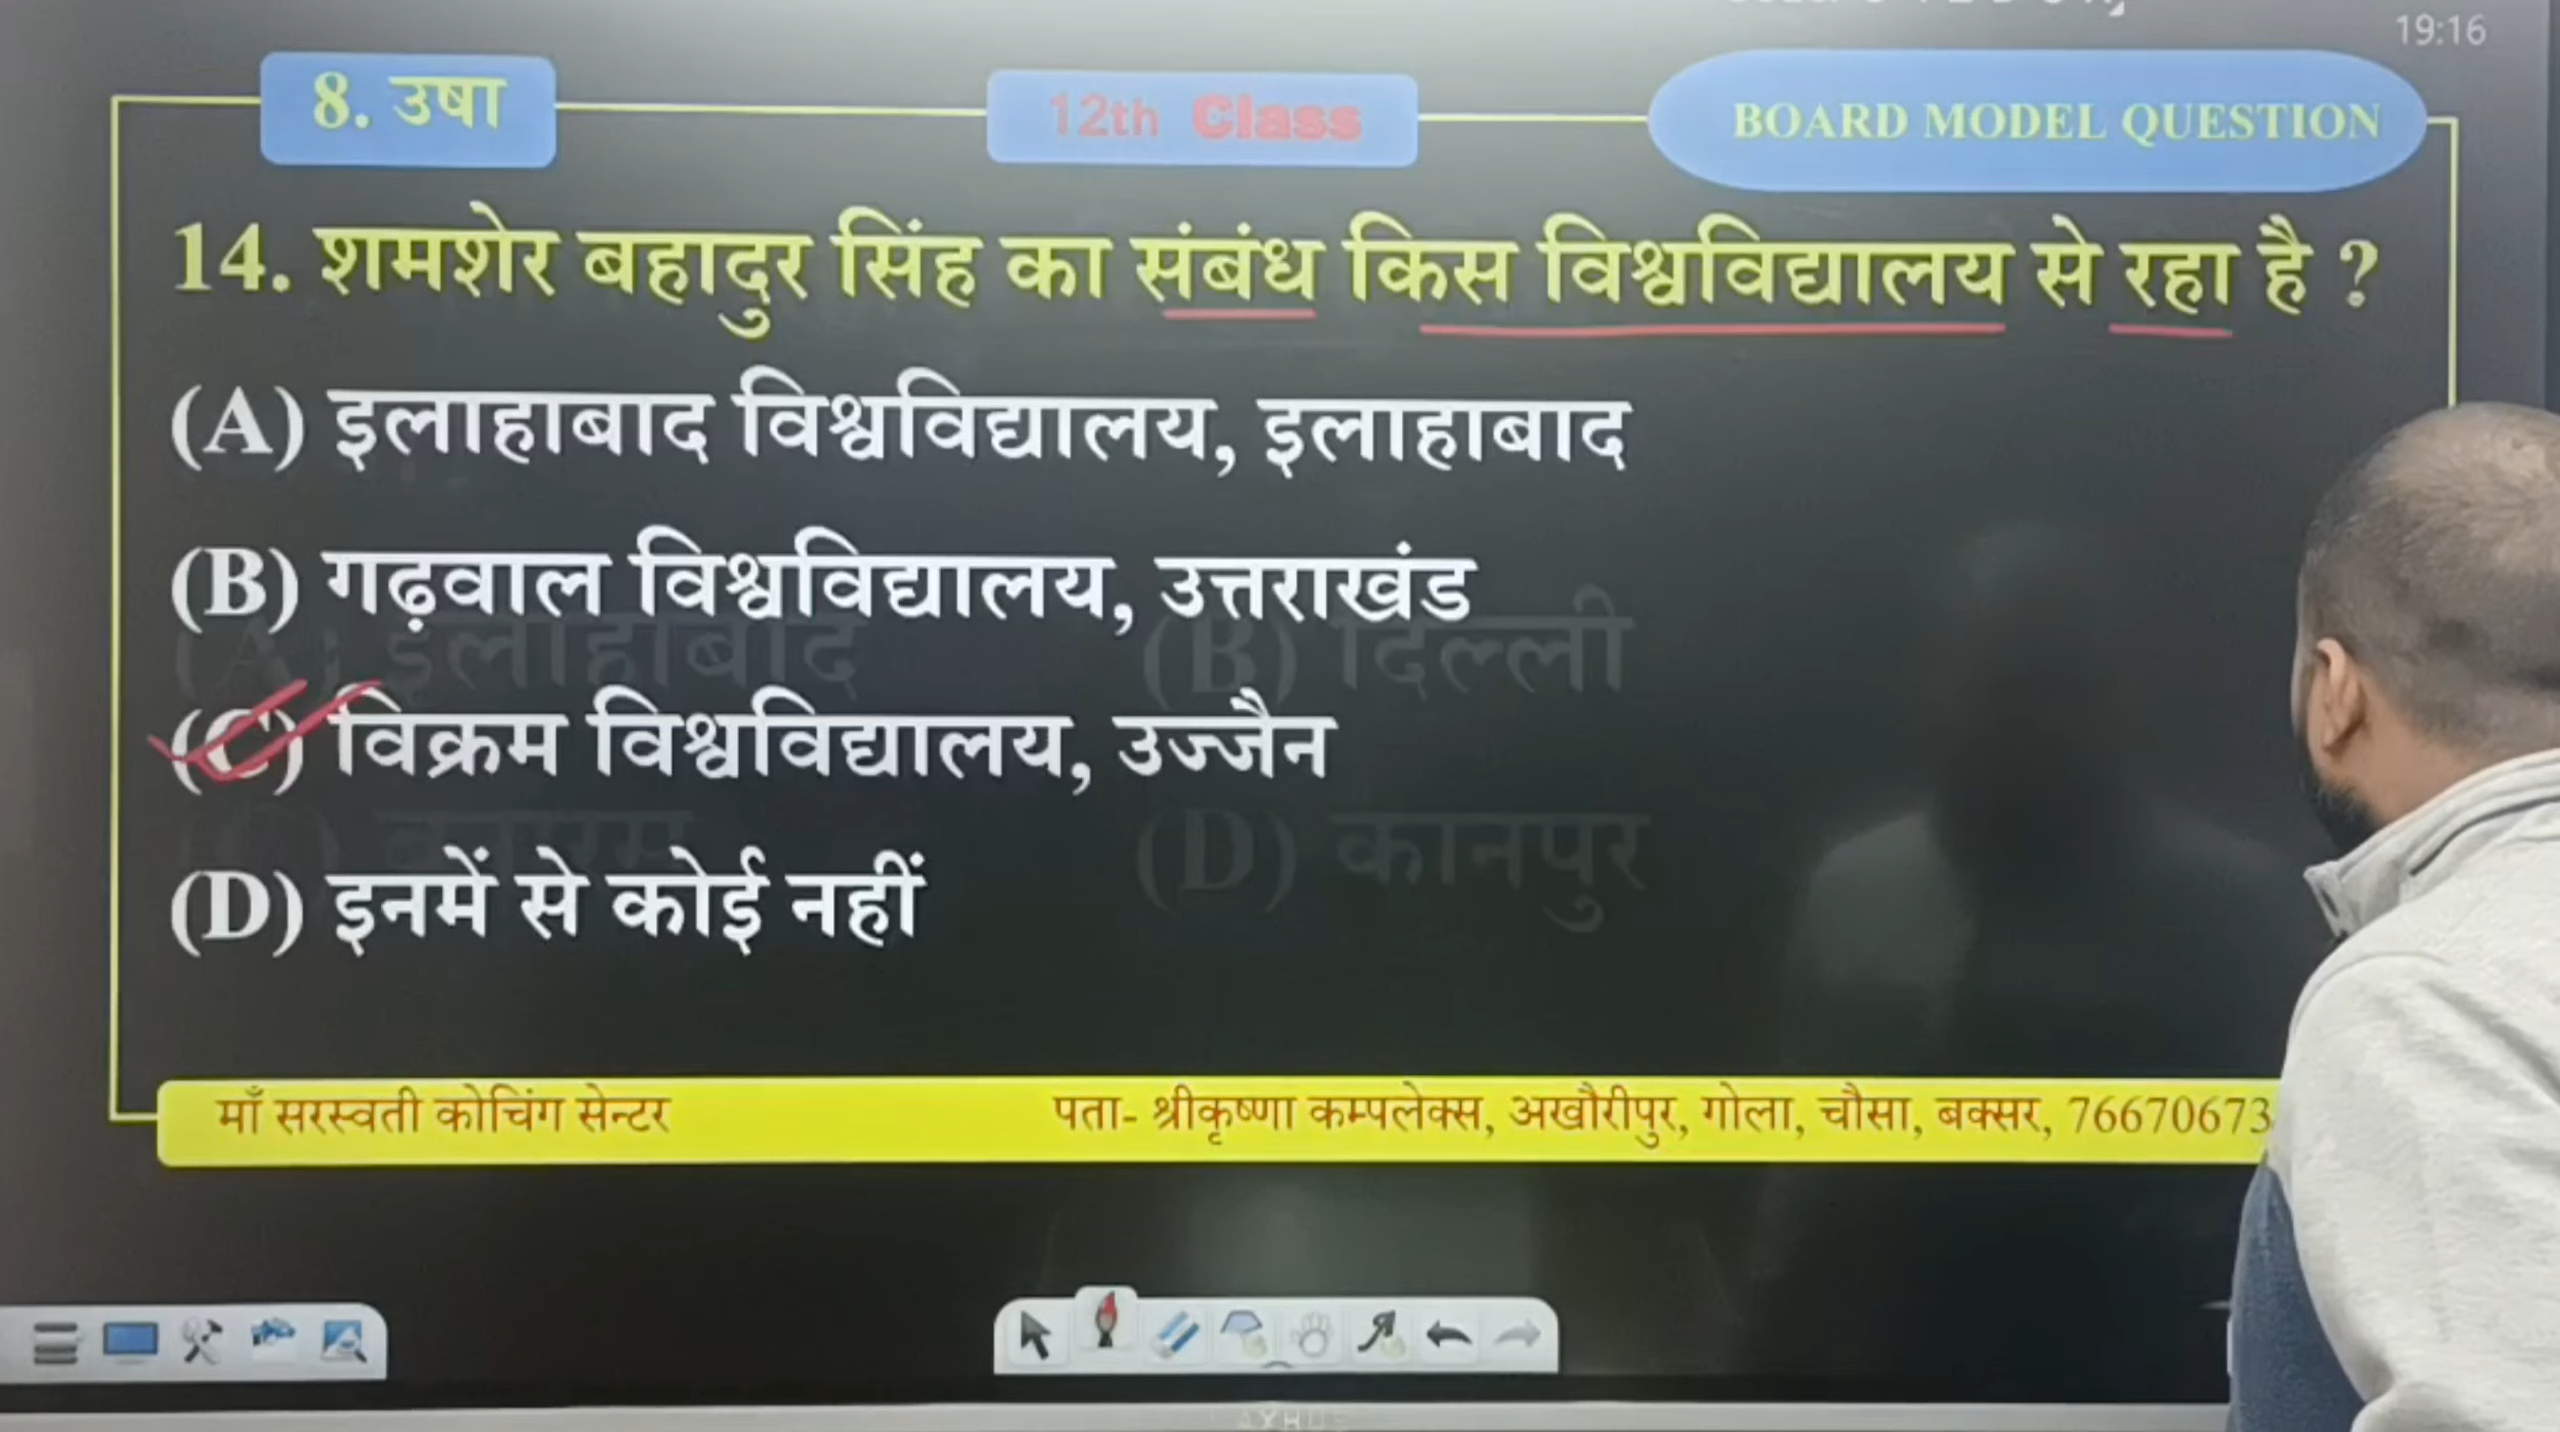 19:16
8. उषा
12th Class
BOARD MODEL QUESTION
14. शमशेर बहादुर सिंह का संबंध किस विश्वविद्यालय से रहा है ?
(A) इलाहाबाद विश्वविद्यालय, इलाहाबाद
(B) गढ़वाल विश्वविद्यालय, उत्तराखंड
(A) इलाहाबाद (B) दिल्ली
(C) विक्रम विश्वविद्यालय, उज्जैन
(D) कानपुर
(D) इनमें से कोई नहीं
माँ सरस्वती कोचिंग सेन्टर
पता- श्रीकृष्णा कम्पलेक्स, अखौरीपुर, गोला, चौसा, बक्सर, 76670673